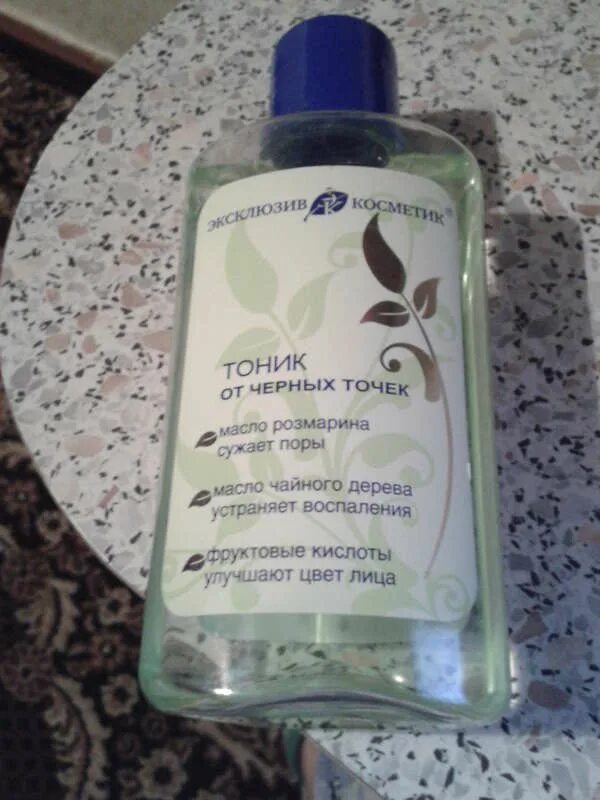 ЭКСКЛЮЗИВ ЭК КОСМЕТИК®
ТОНИК
ОТ ЧЕРНЫХ ТОЧЕК
масло розмарина
сужает поры
масло чайного дерева
устраняет воспаления
фруктовые кислоты
улучшают цвет лица